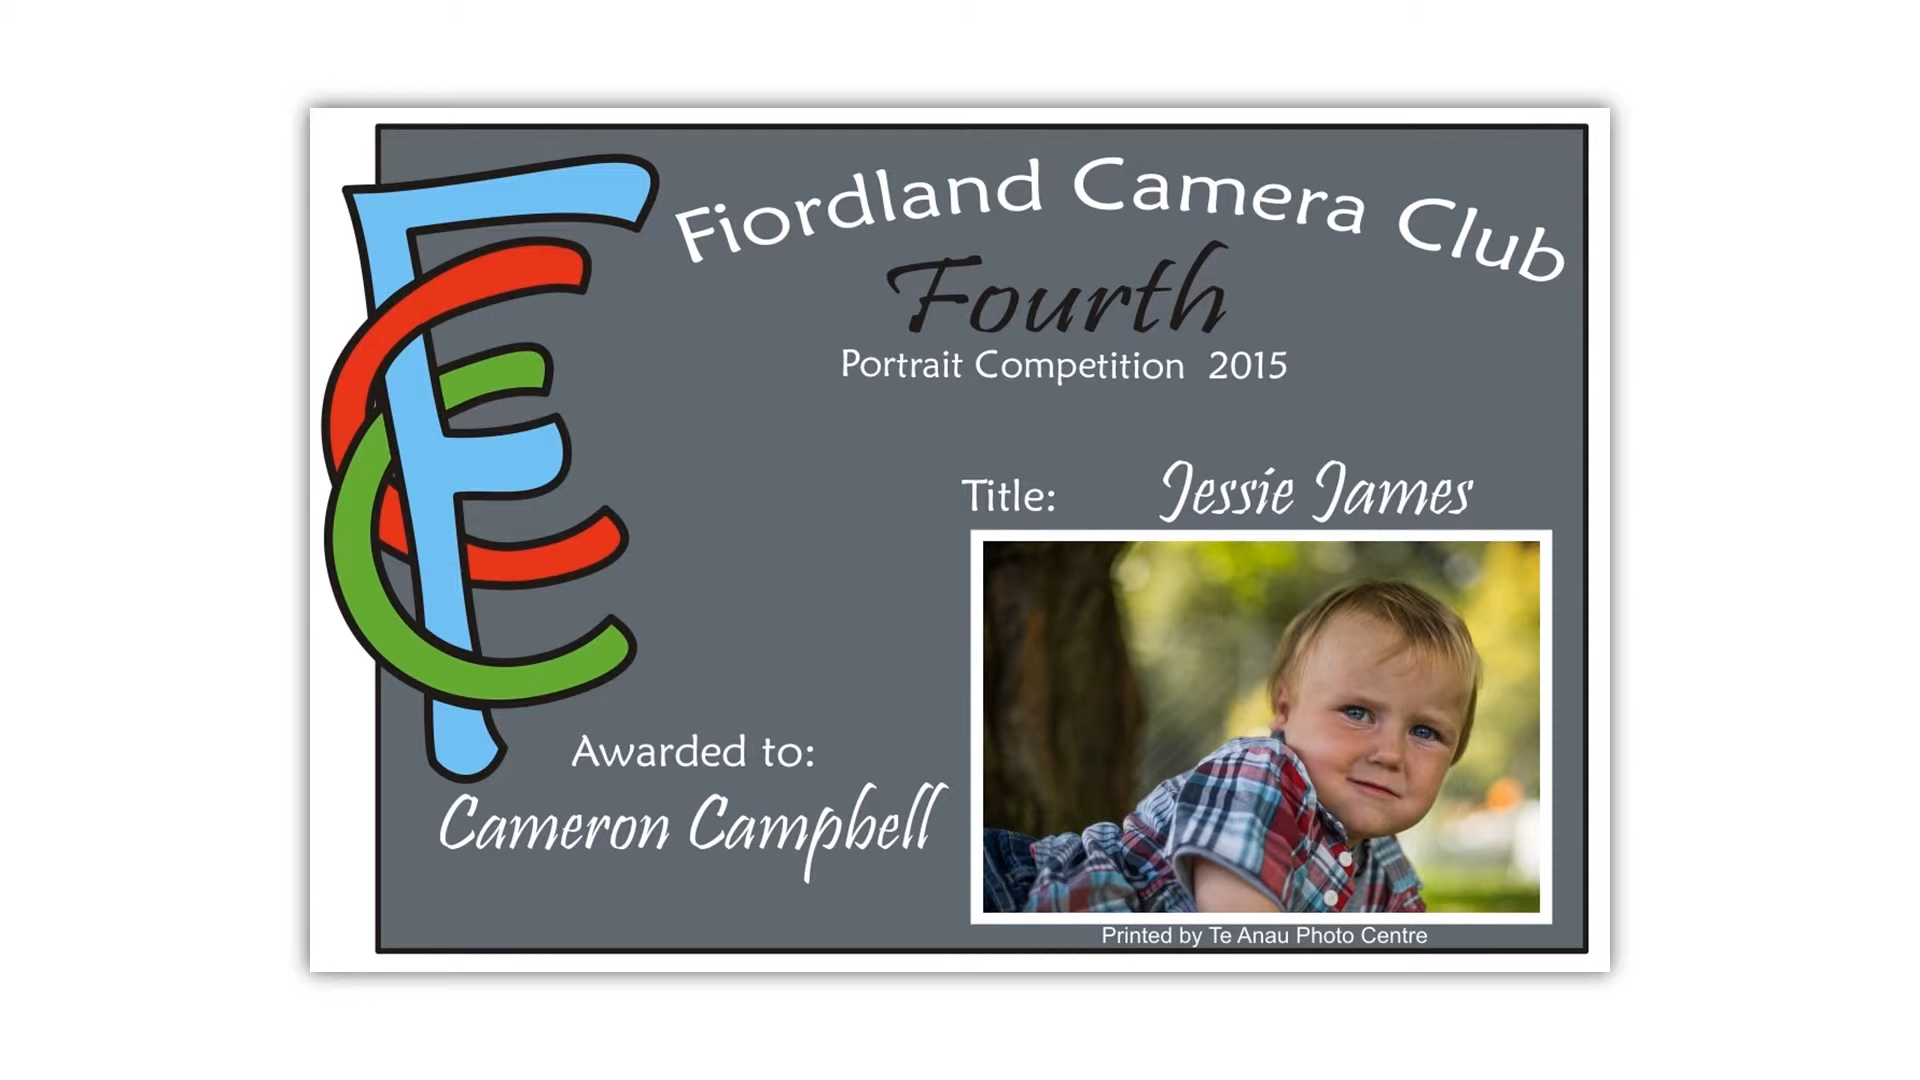 Fiordland Camera Club
Fourth
Portrait Competition 2015
Title: Jessie James
Awarded to:
Cameron Campbell
Printed by Te Anau Photo Centre